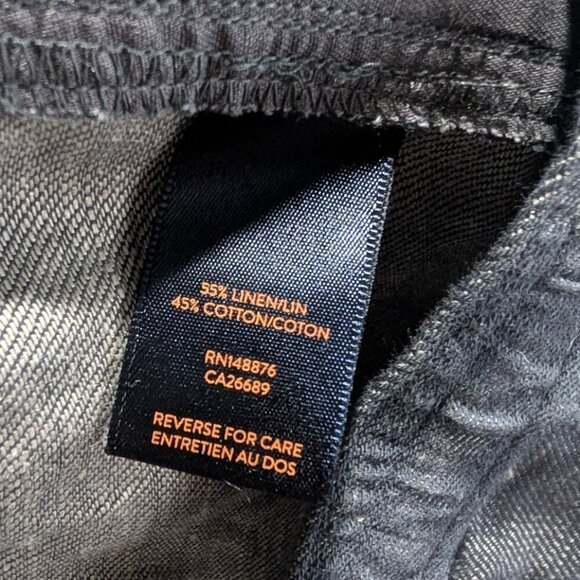 55% LINEN/LIN
45% COTTON/COTON
RN148876
CA26689
REVERSE FOR CARE
ENTRETIEN AU DOS